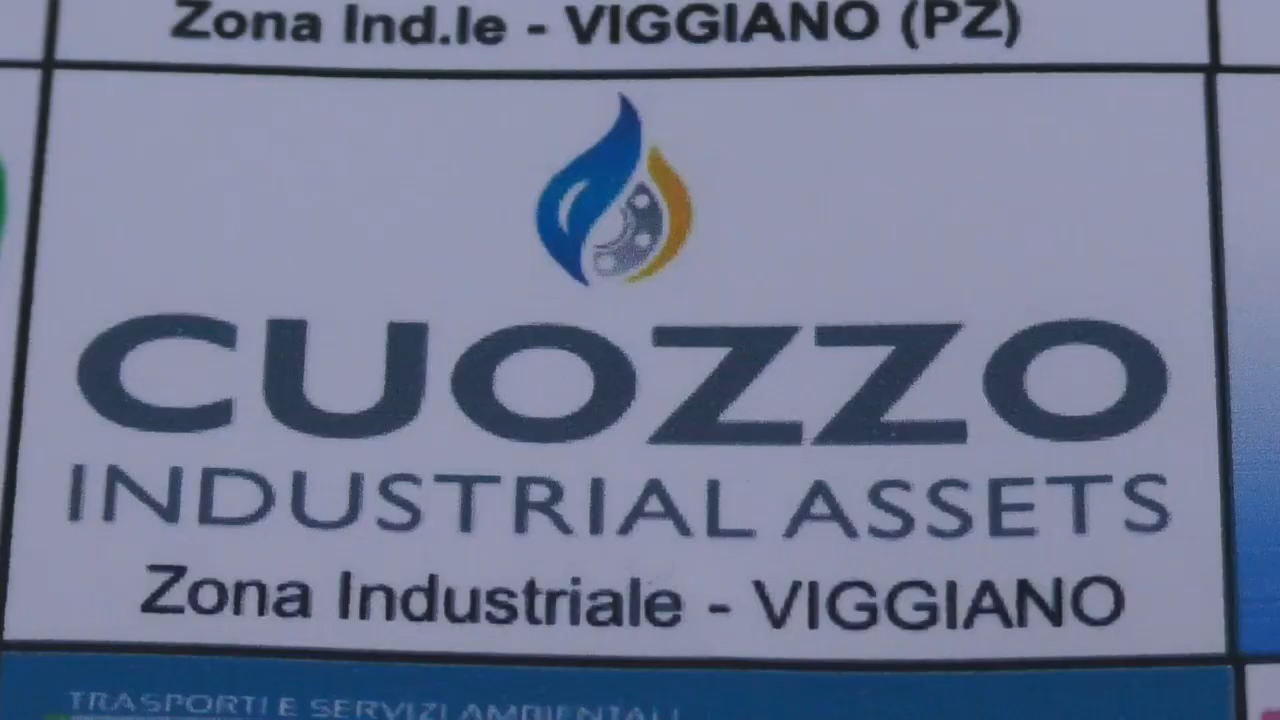 Zona Ind.le - VIGGIANO (PZ)
CUOZZO
INDUSTRIAL ASSETS
Zona Industriale - VIGGIANO
TRASPORTI E SERVIZI AMBIENTALI